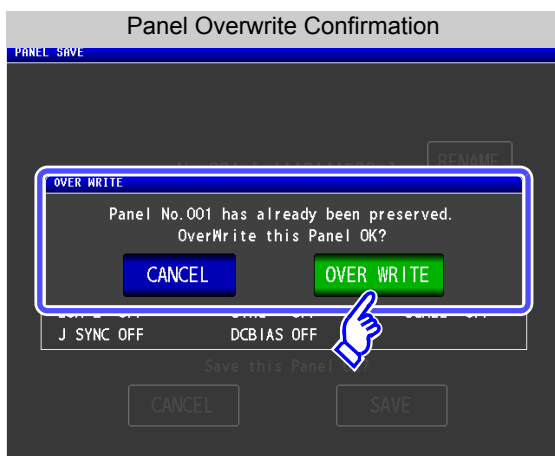 Panel Overwrite Confirmation
PANEL SAVE
RENAME
OVER WRITE
Panel No.001 has already been preserved.
OverWrite this Panel OK?
CANCEL OVER WRITE
J SYNC OFF DCBIAS OFF
Save this Panel
CANCEL SAVE